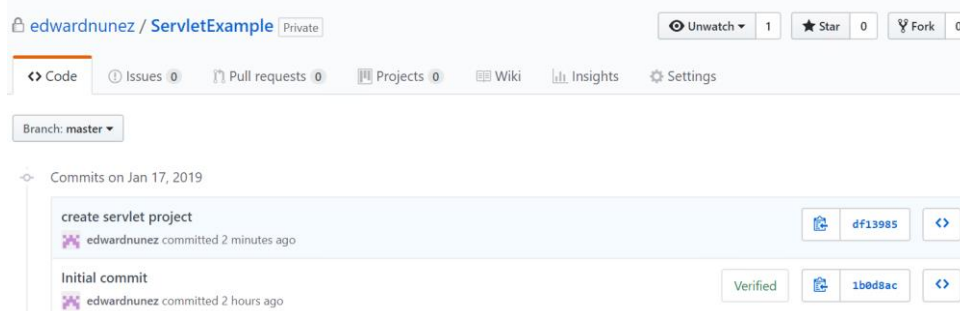 edwardnunez / ServletExample Private Unwatch 1 Star 0 Fork 0
Code Issues 0 Pull requests 0 Projects 0 Wiki Insights Settings
Branch: master
Commits on Jan 17, 2019
create servlet project
edwardnunez committed 2 minutes ago
df13985
Initial commit
edwardnunez committed 2 hours ago
Verified 1b0d8ac